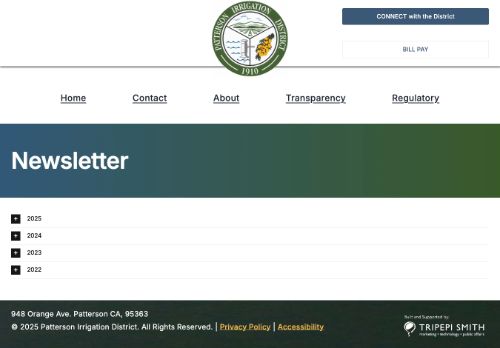 PATTERSON IRRIGATION DISTRICT
1910
CONNECT with the District
BILL PAY
Home Contact About Transparency Regulatory
Newsletter
+ 2025
+ 2024
+ 2023
+ 2022
948 Orange Ave. Patterson CA, 95363
© 2025 Patterson Irrigation District. All Rights Reserved. | Privacy Policy | Accessibility
Built and Supported by:
TRIPEPI SMITH
marketing • technology • public affairs